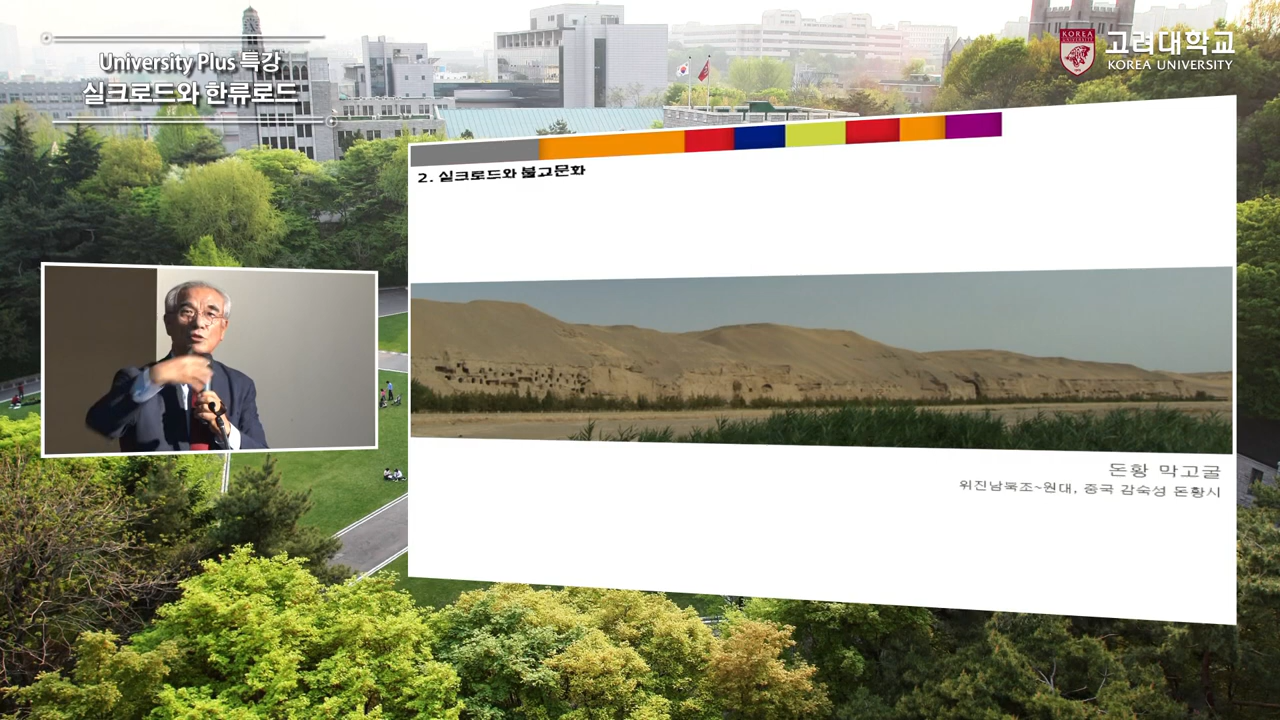 University Plus 특강
실크로드와 한류로드
KOREA
고려대학교
KOREA UNIVERSITY
2. 실크로드와 불교문화
돈황 막고굴
위진남북조~원대, 중국 감숙성 돈황시